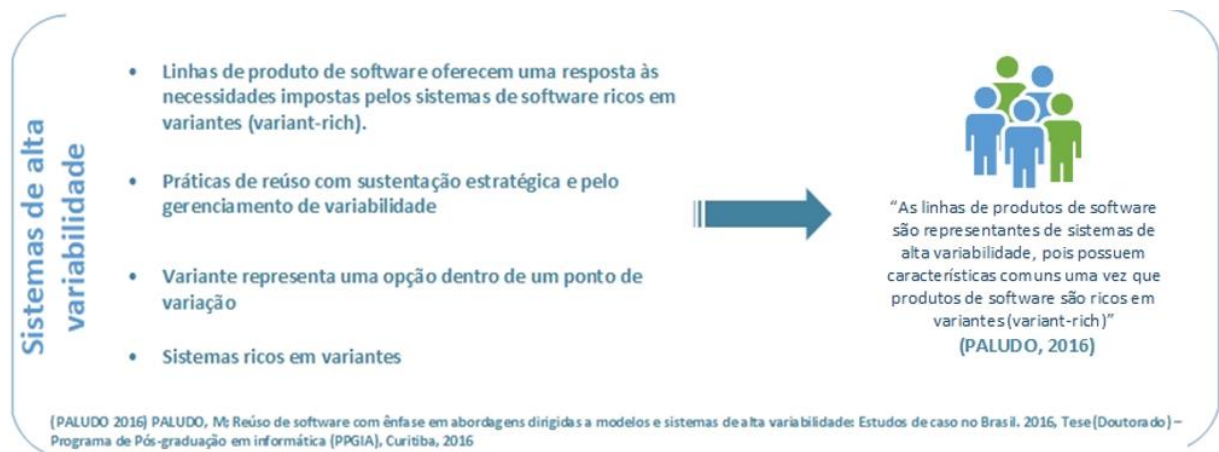 Sistemas de alta
variabilidade
• Linhas de produto de software oferecem uma resposta às
necessidades impostas pelos sistemas de software ricos em
variantes (variant-rich).
• Práticas de reúso com sustentação estratégica e pelo
gerenciamento de variabilidade
• Variante representa uma opção dentro de um ponto de
variação
• Sistemas ricos em variantes
“As linhas de produtos de software
são representantes de sistemas de
alta variabilidade, pois possuem
características comuns uma vez que
produtos de software são ricos em
variantes (variant-rich)”
(PALUDO, 2016)
(PALUDO 2016) PALUDO, M; Reúso de software com ênfase em abordagens dirigidas a modelos e sistemas de alta variabilidade: Estudos de caso no Brasil. 2016, Tese (Doutorado) –
Programa de Pós-graduação em informática (PPGIA), Curitiba, 2016